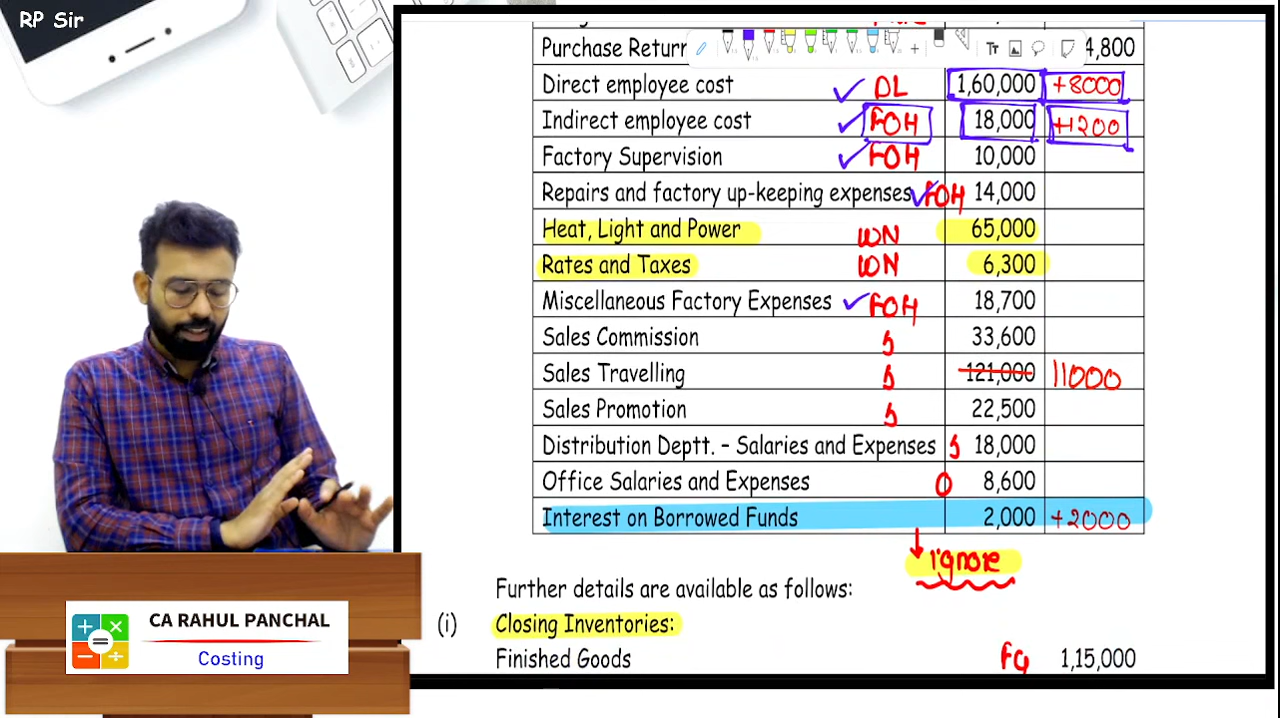 RP Sir
Purchase Return 4,800
Direct employee cost DL 1,60,000 +8000
Indirect employee cost FOH 18,000 +1200
Factory Supervision FOH 10,000
Repairs and factory up-keeping expenses FOH 14,000
Heat, Light and Power WN 65,000
Rates and Taxes WN 6,300
Miscellaneous Factory Expenses FOH 18,700
Sales Commission S 33,600
Sales Travelling S 121,000 11000
Sales Promotion S 22,500
Distribution Deptt. – Salaries and Expenses S 18,000
Office Salaries and Expenses O 8,600
Interest on Borrowed Funds 2,000 +2000
ignore
Further details are available as follows:
(i) Closing Inventories:
Finished Goods FG 1,15,000
CA RAHUL PANCHAL
Costing